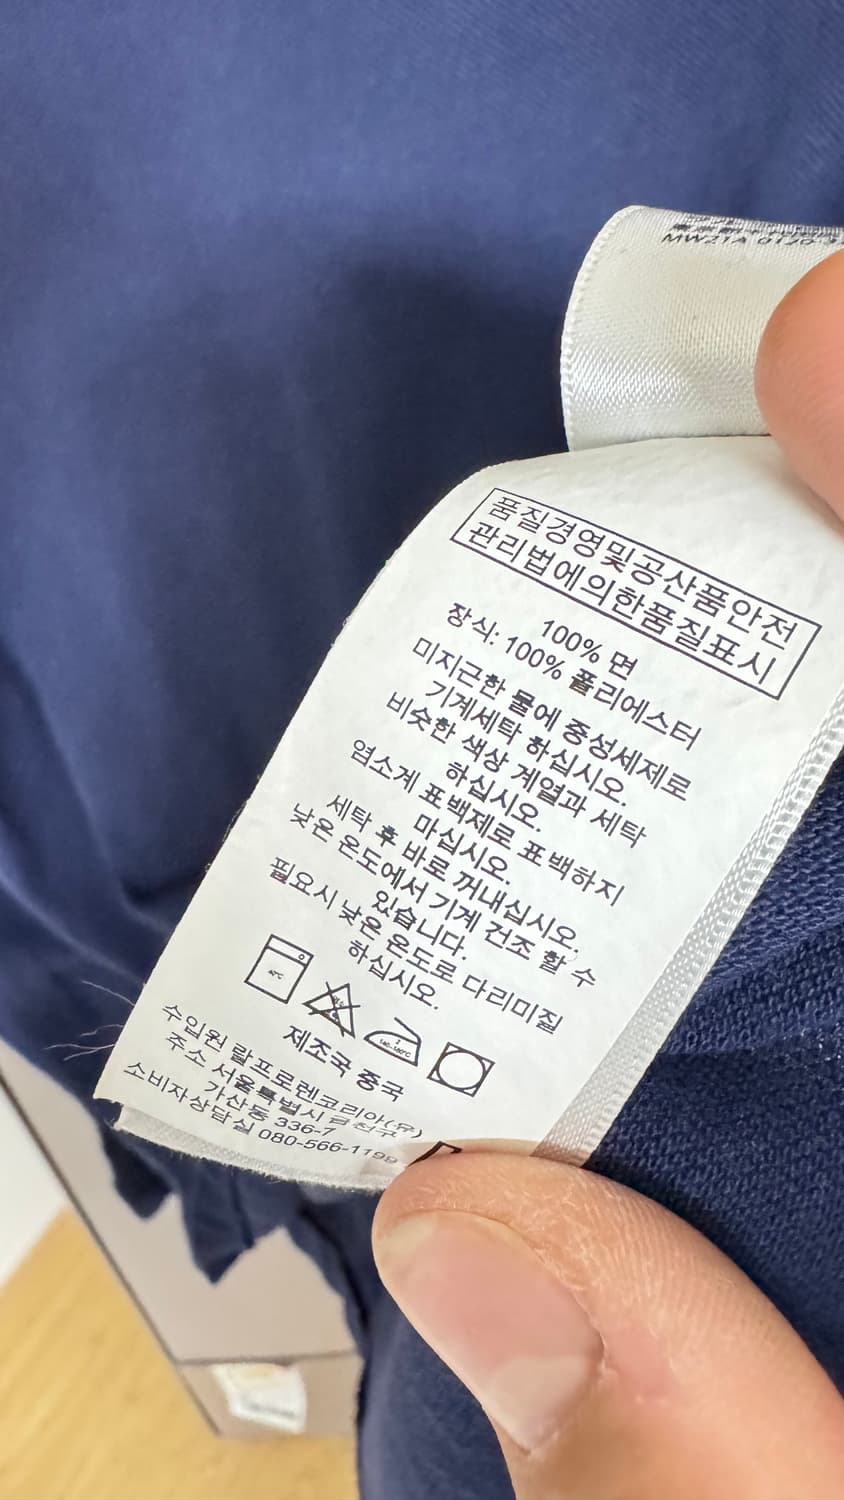 MW21A 0120-3
품질경영및공산품안전
관리법에의한품질표시
100% 면
장식: 100% 폴리에스터
미지근한 물에 중성세제로
기계세탁 하십시오.
비슷한 색상 계열과 세탁
하십시오.
염소계 표백제로 표백하지
마십시오.
세탁 후 바로 꺼내십시오.
낮은 온도에서 기계 건조 할 수
있습니다.
필요시 낮은 온도로 다리미질
하십시오.
제조국 중국
수입원 랄프로렌코리아(유)
주소 서울특별시 금천구
가산동 336-7
소비자상담실 080-566-1199